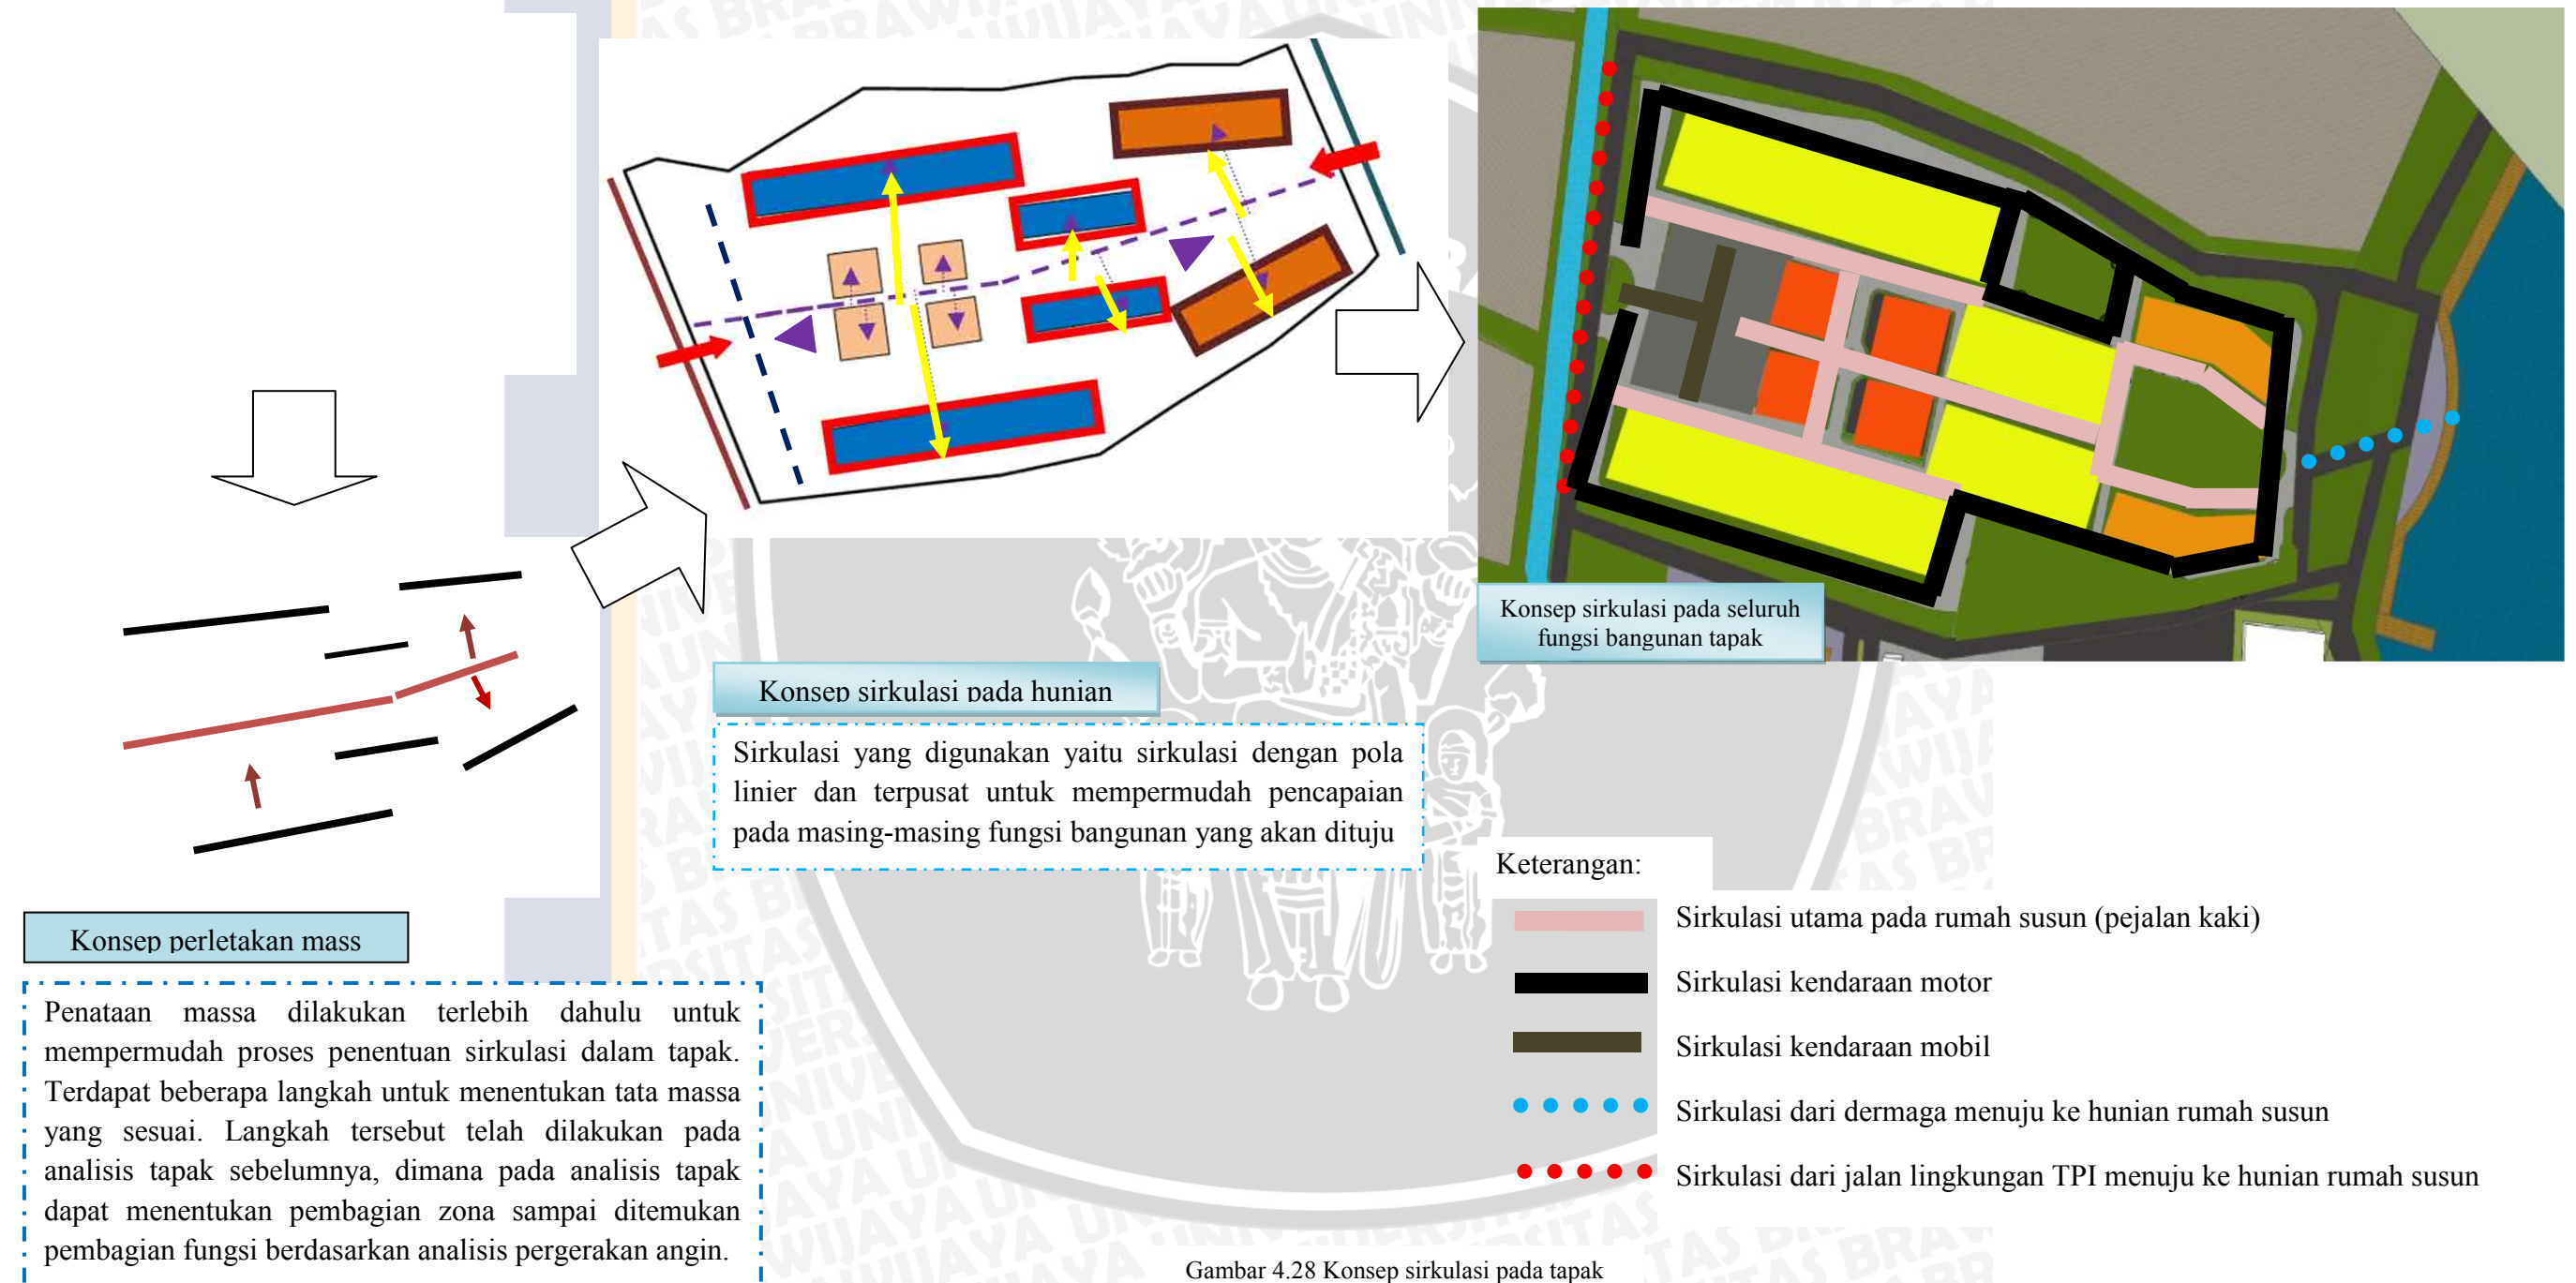 Konsep sirkulasi pada seluruh
fungsi bangunan tapak
Konsep sirkulasi pada hunian
Sirkulasi yang digunakan yaitu sirkulasi dengan pola
linier dan terpusat untuk mempermudah pencapaian
pada masing-masing fungsi bangunan yang akan dituju
Konsep perletakan mass
Penataan massa dilakukan terlebih dahulu untuk
mempermudah proses penentuan sirkulasi dalam tapak.
Terdapat beberapa langkah untuk menentukan tata massa
yang sesuai. Langkah tersebut telah dilakukan pada
analisis tapak sebelumnya, dimana pada analisis tapak
dapat menentukan pembagian zona sampai ditemukan
pembagian fungsi berdasarkan analisis pergerakan angin.
Keterangan:
Sirkulasi utama pada rumah susun (pejalan kaki)
Sirkulasi kendaraan motor
Sirkulasi kendaraan mobil
Sirkulasi dari dermaga menuju ke hunian rumah susun
Sirkulasi dari jalan lingkungan TPI menuju ke hunian rumah susun
Gambar 4.28 Konsep sirkulasi pada tapak